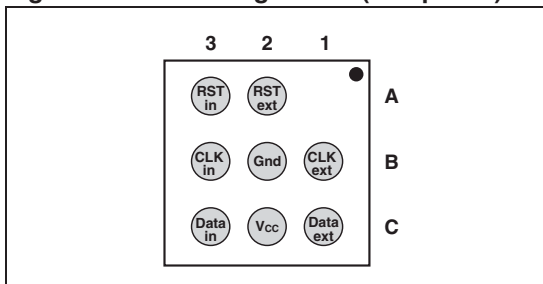 3 2 1
RST in RST ext A
CLK in Gnd CLK ext B
Data in Vcc Data ext C